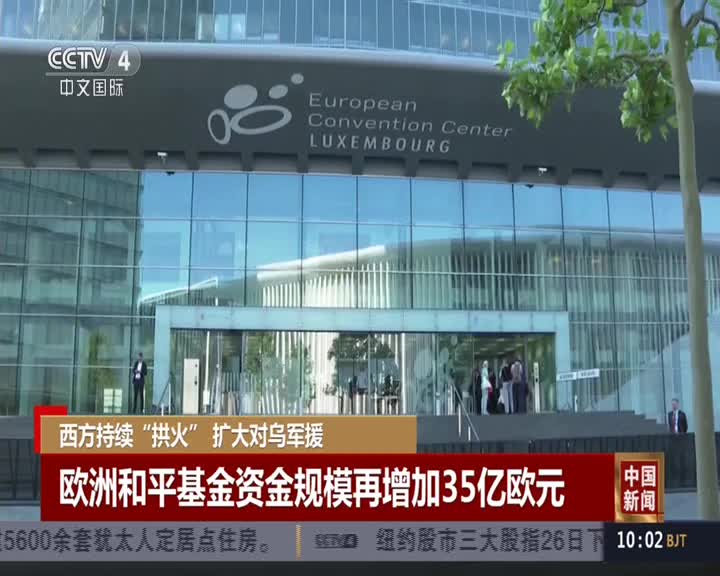 CCTV 4
中文国际
European
Convention Center
LUXEMBOURG
西方持续“拱火” 扩大对乌军援
欧洲和平基金资金规模再增加35亿欧元
中国
新闻
5600余套犹太人定居点住房。 CCTV 4 纽约股市三大股指26日下
10:02 BJT